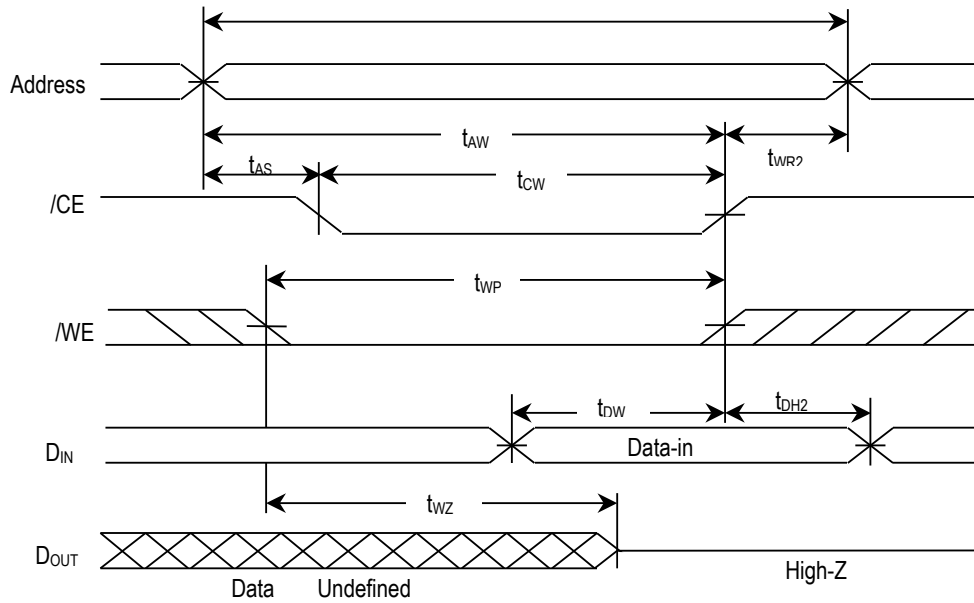 Address
tAW
tWR2
tAS
tCW
/CE
tWP
/WE
tDW
tDH2
DIN
Data-in
tWZ
DOUT
High-Z
Data Undefined